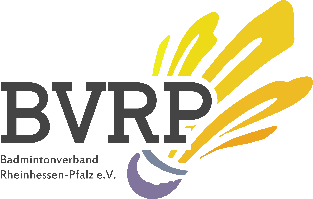 BVRP
Badmintonverband
Rheinhessen-Pfalz e.V.